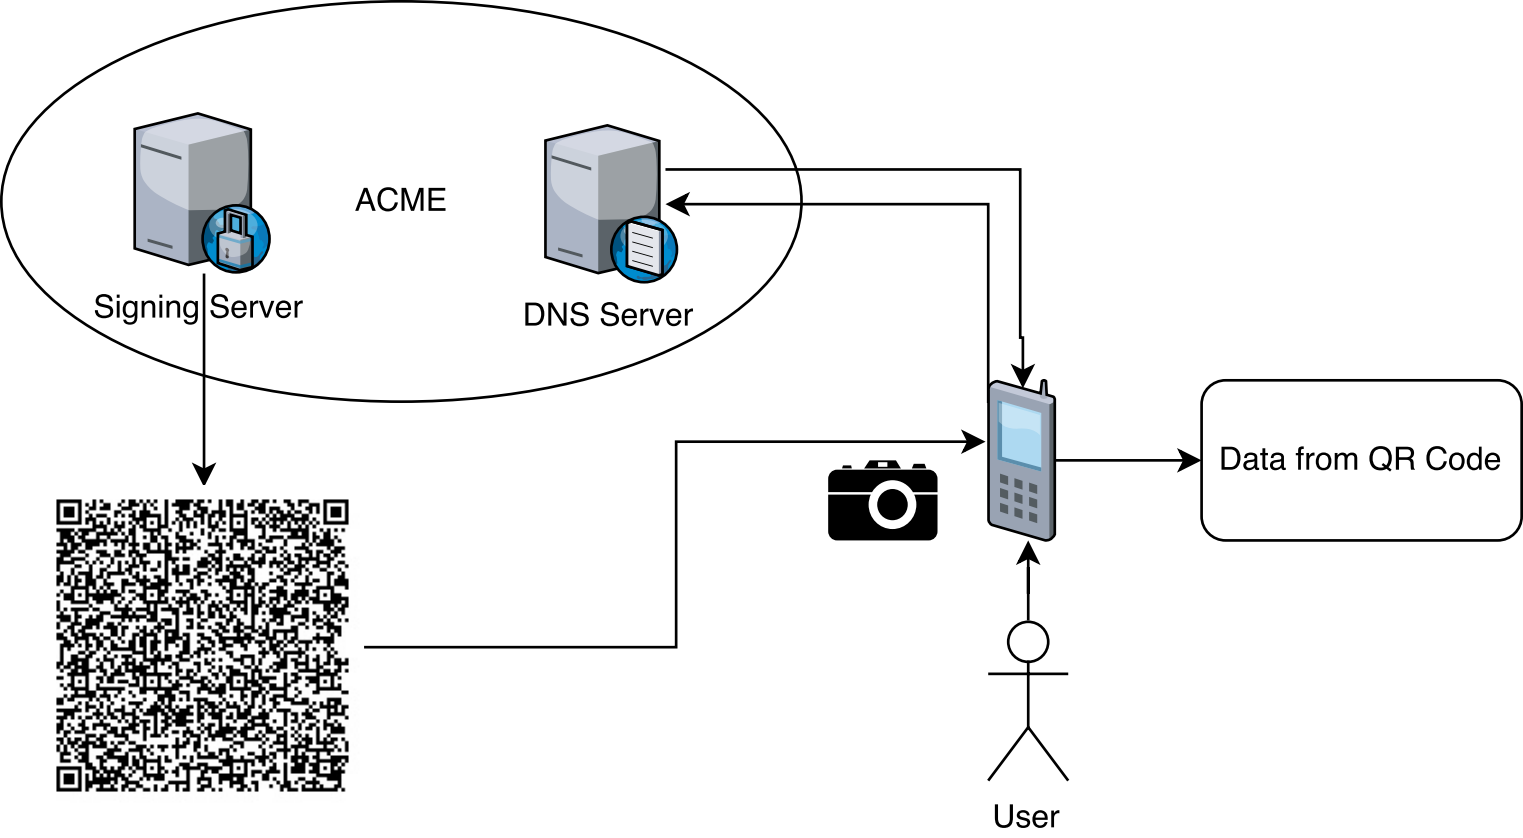 ACME
Signing Server
DNS Server
Data from QR Code
User